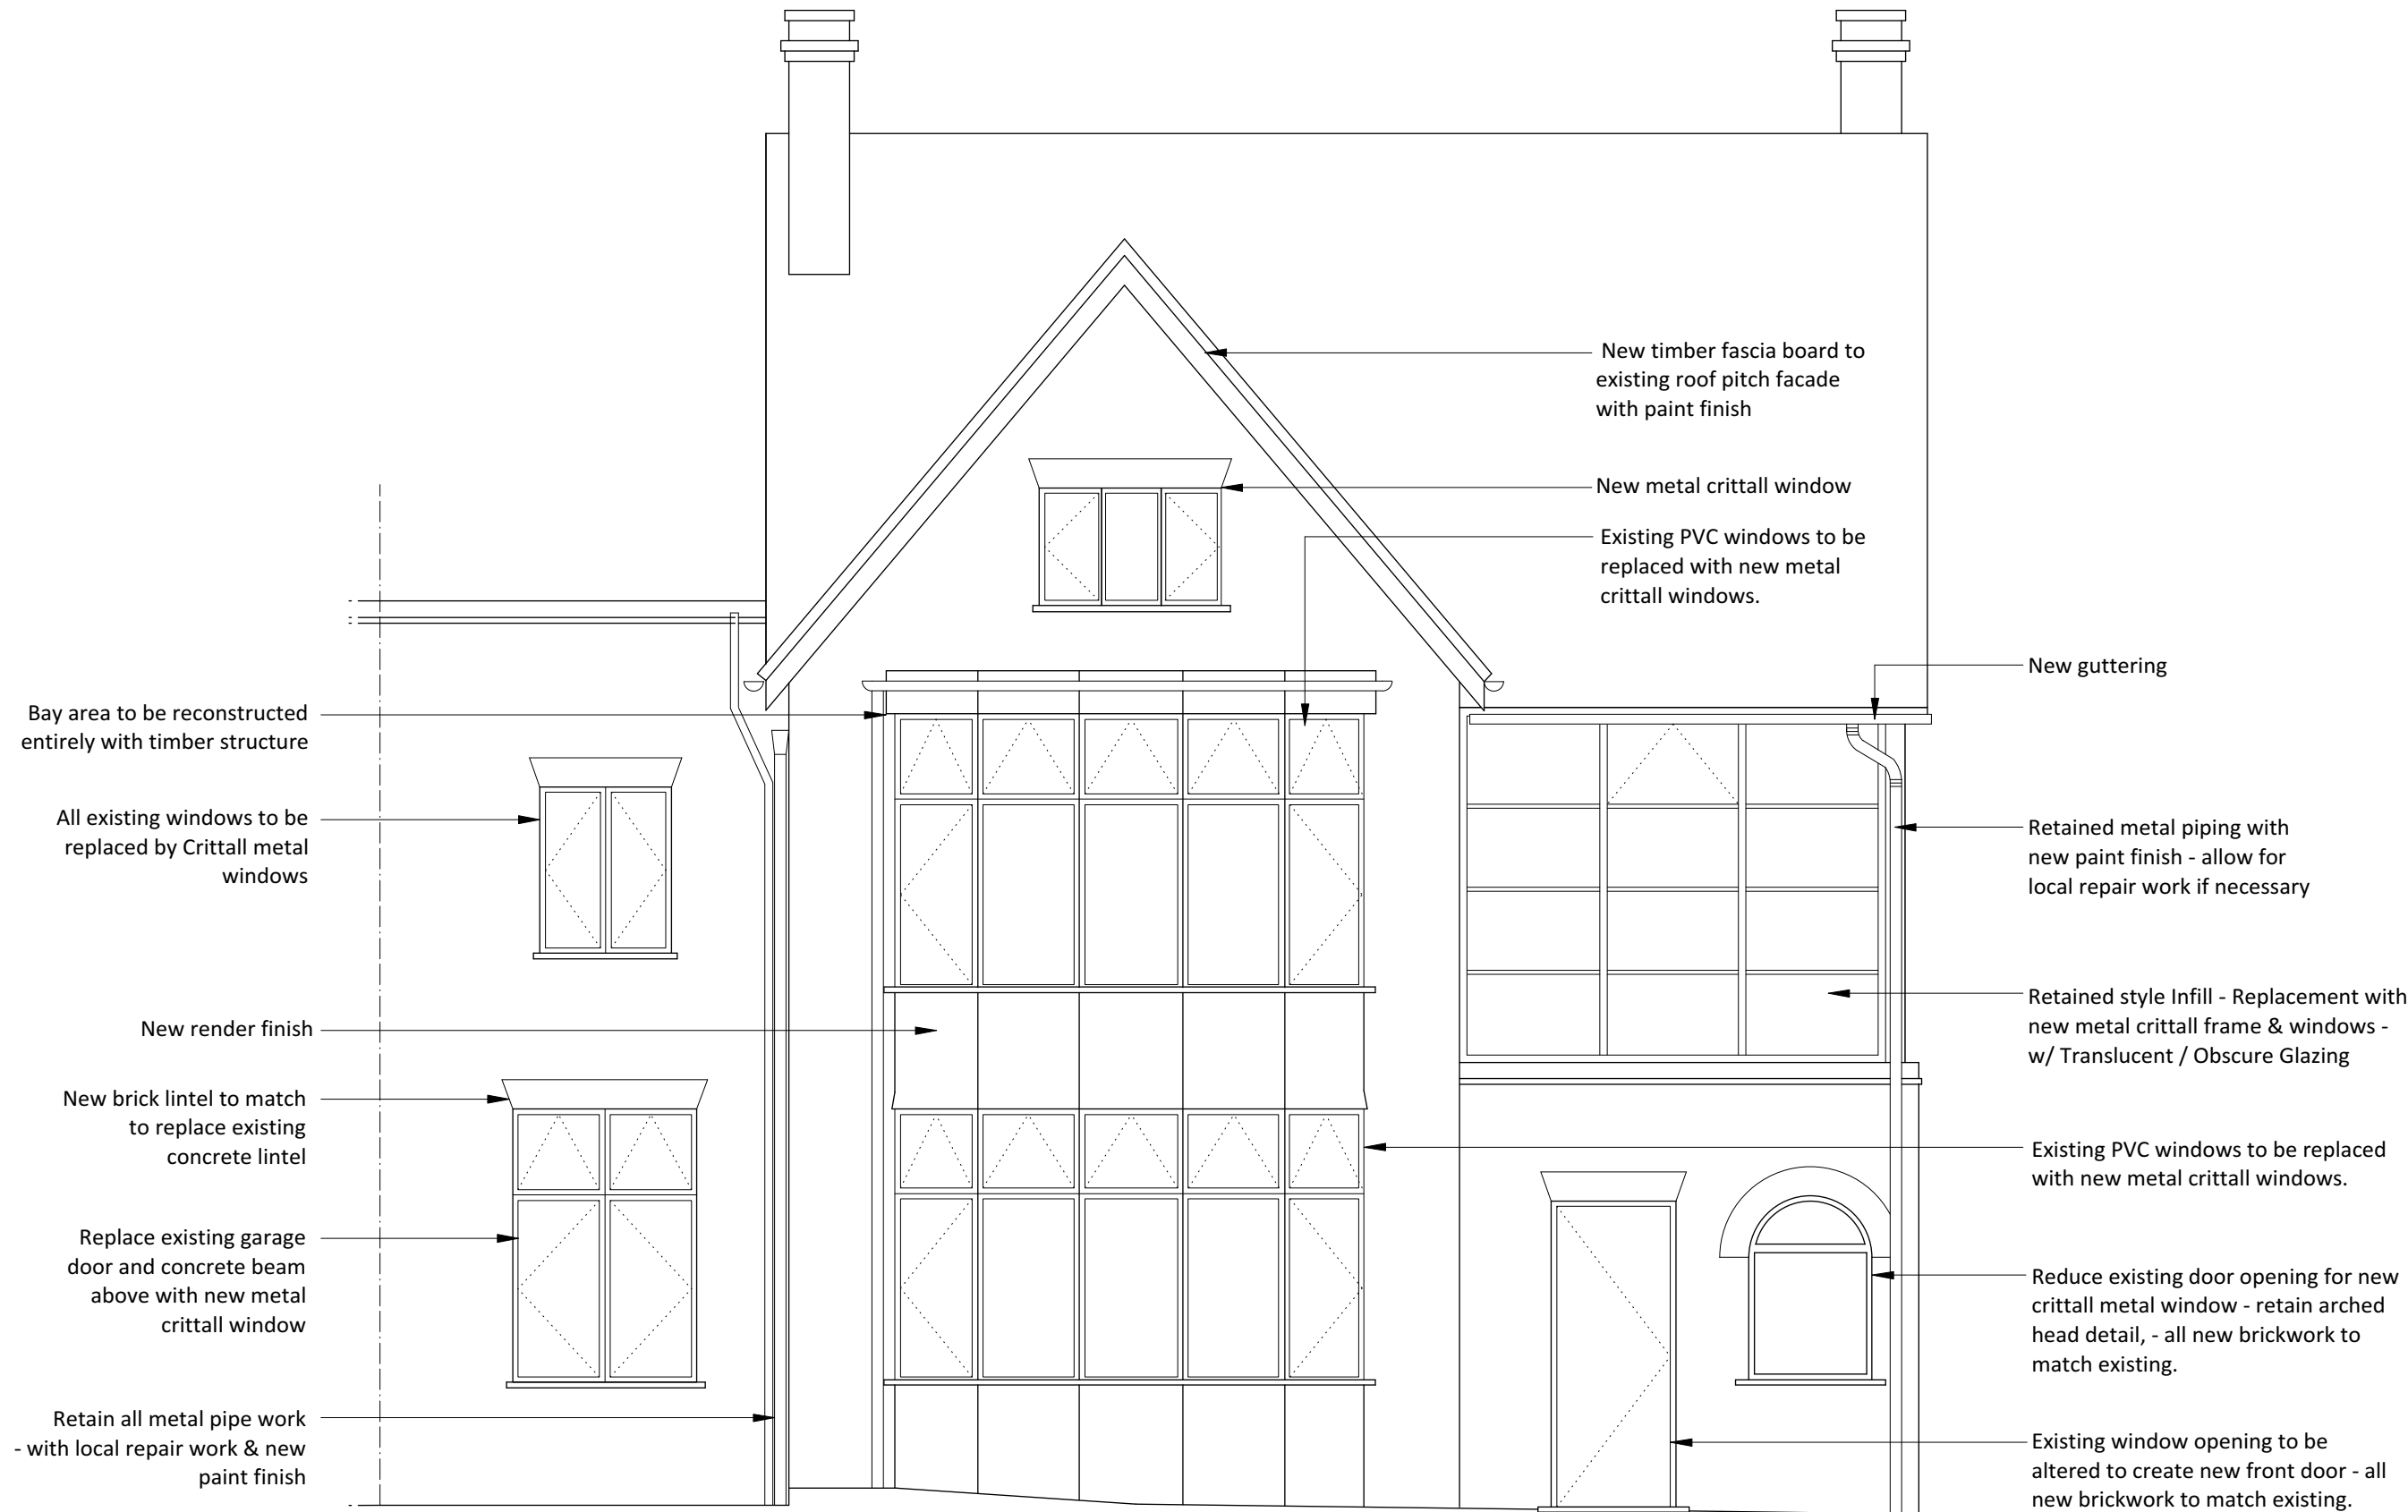 New timber fascia board to
existing roof pitch facade
with paint finish
New metal crittall window
Existing PVC windows to be
replaced with new metal
crittall windows.
New guttering
Bay area to be reconstructed
entirely with timber structure
All existing windows to be
replaced by Crittall metal
windows
Retained metal piping with
new paint finish - allow for
local repair work if necessary
New render finish
Retained style Infill - Replacement with
new metal crittall frame & windows -
w/ Translucent / Obscure Glazing
New brick lintel to match
to replace existing
concrete lintel
Existing PVC windows to be replaced
with new metal crittall windows.
Replace existing garage
door and concrete beam
above with new metal
crittall window
Reduce existing door opening for new
crittall metal window - retain arched
head detail, - all new brickwork to
match existing.
Retain all metal pipe work
- with local repair work & new
paint finish
Existing window opening to be
altered to create new front door - all
new brickwork to match existing.